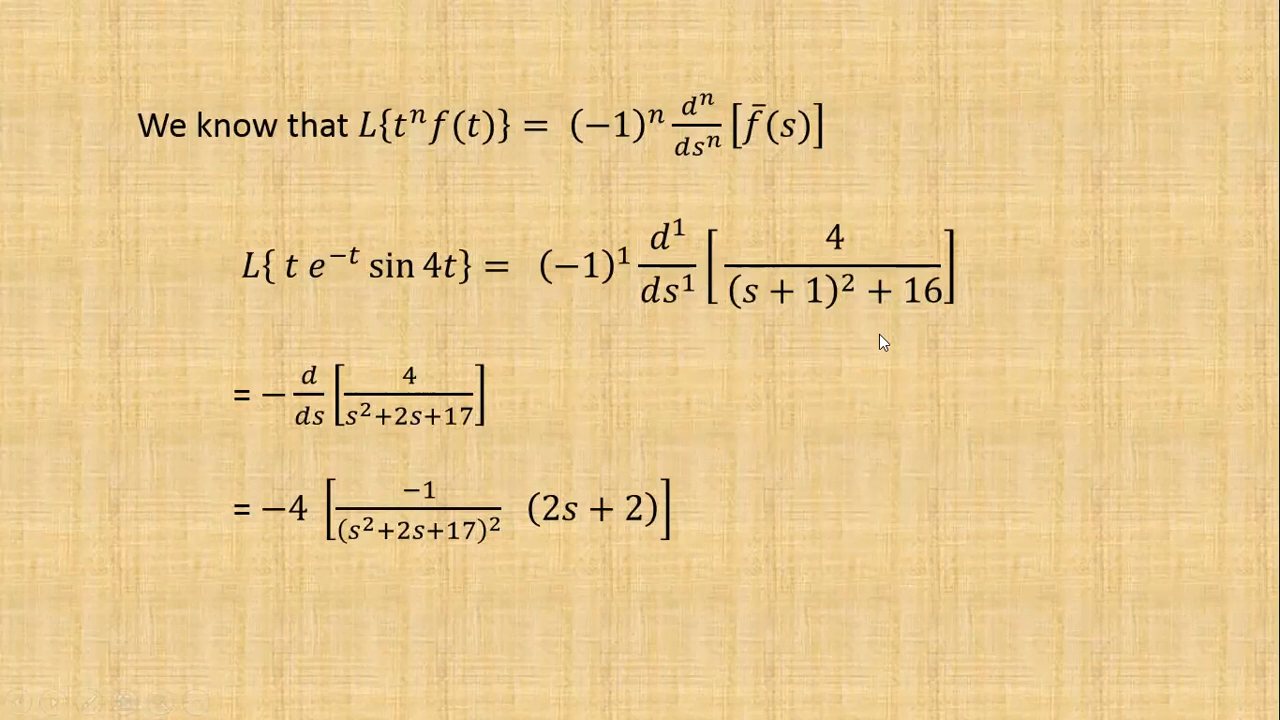 We know that L{tⁿ f(t)} = (−1)ⁿ dⁿ/dsⁿ [f̄(s)]
L{ t e⁻ᵗ sin 4t} = (−1)¹ d¹/ds¹ [4/((s + 1)² + 16)]
= − d/ds [4/(s²+2s+17)]
= −4 [−1/(s²+2s+17)² (2s + 2)]